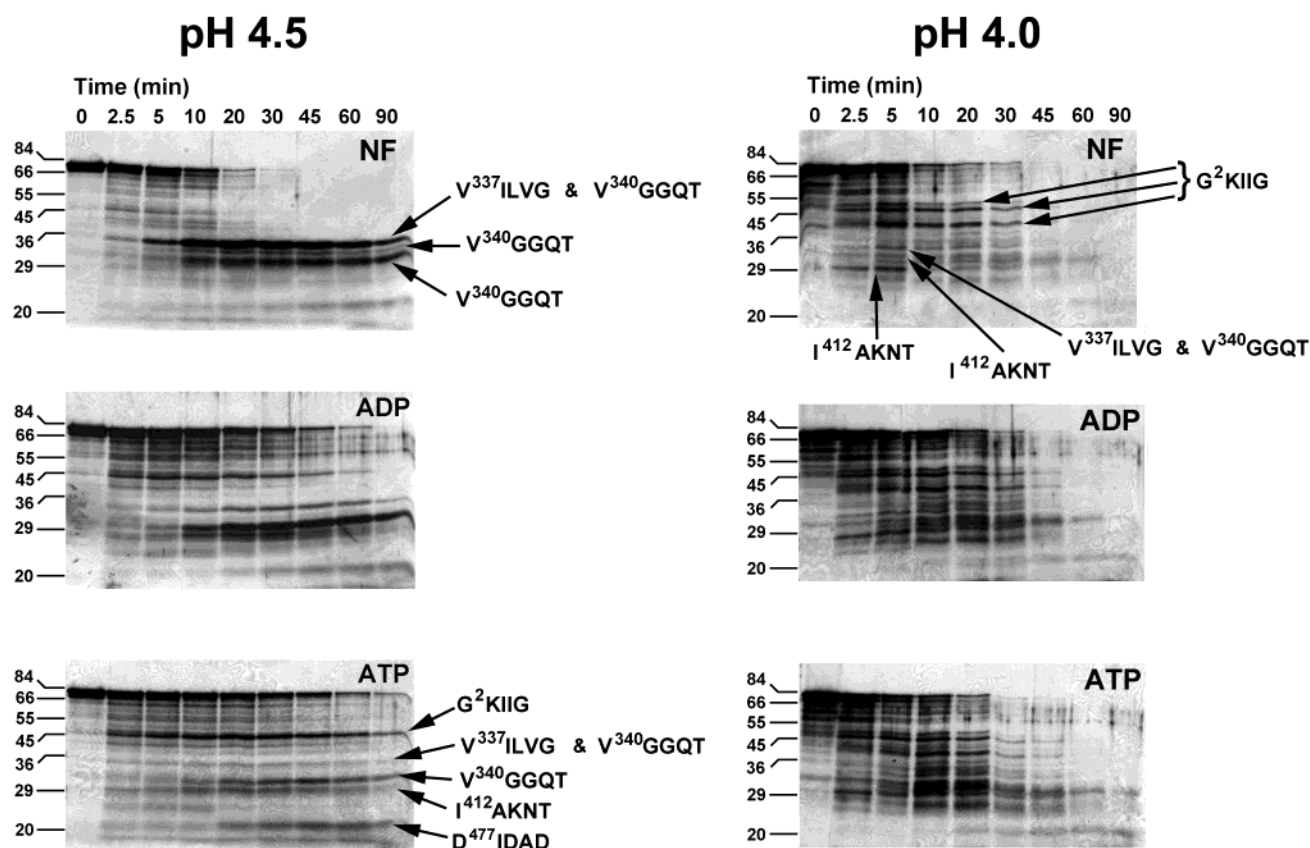 pH 4.5
Time (min)
0 2.5 5 10 20 30 45 60 90
NF
84
66
55
45
36
29
20
V³³⁷ILVG & V³⁴⁰GGQT
V³⁴⁰GGQT
V³⁴⁰GGQT
ADP
84
66
55
45
36
29
20
ATP
84
66
55
45
36
29
20
G²KIIG
V³³⁷ILVG & V³⁴⁰GGQT
V³⁴⁰GGQT
I⁴¹²AKNT
D⁴⁷⁷IDAD
pH 4.0
Time (min)
0 2.5 5 10 20 30 45 60 90
NF
84
66
55
45
36
29
20
} G²KIIG
I⁴¹²AKNT
I⁴¹²AKNT
V³³⁷ILVG & V³⁴⁰GGQT
ADP
84
66
55
45
36
29
20
ATP
84
66
55
45
36
29
20